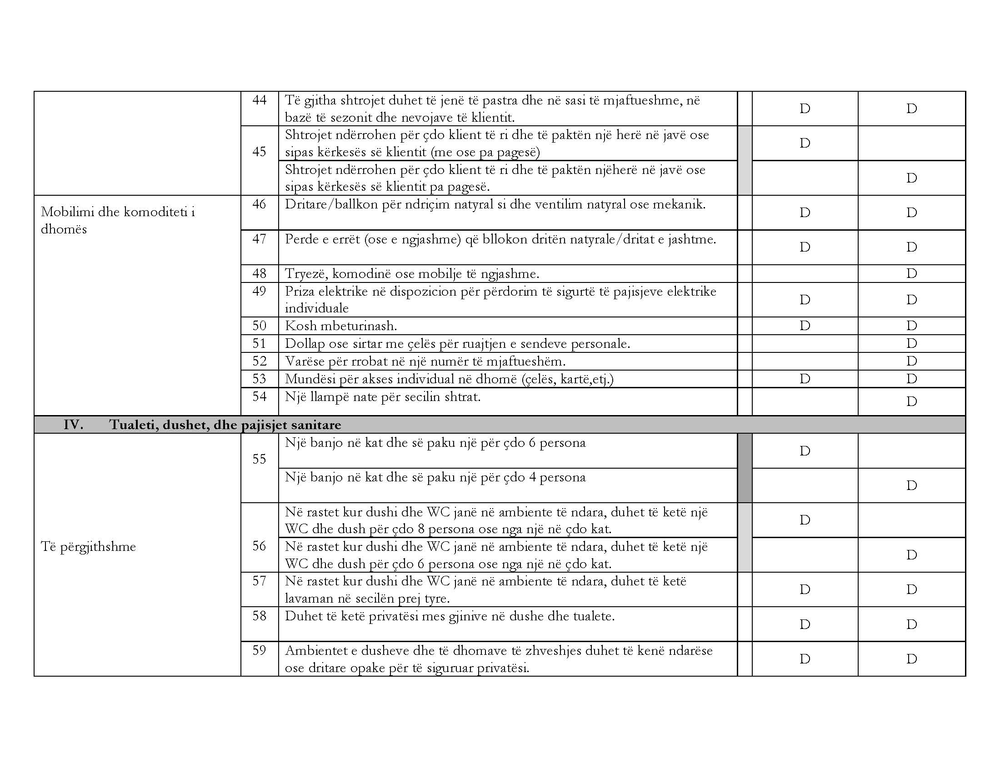 44 Të gjitha shtrojet duhet të jenë të pastra dhe në sasi të mjaftueshme, në
bazë të sezonit dhe nevojave të klientit. D D
45 Shtrojet ndërrohen për çdo klient të ri dhe të paktën një herë në javë ose
sipas kërkesës së klientit (me ose pa pagesë) D
Shtrojet ndërrohen për çdo klient të ri dhe të paktën njëherë në javë ose
sipas kërkesës së klientit pa pagesë. D
Mobilimi dhe komoditeti i
dhomës
46 Dritare/ballkon për ndriçim natyral si dhe ventilim natyral ose mekanik. D D
47 Perde e errët (ose e ngjashme) që bllokon dritën natyrale/dritat e jashtme. D D
48 Tryezë, komodinë ose mobilje të ngjashme. D
49 Priza elektrike në dispozicion për përdorim të sigurtë të pajisjeve elektrike
individuale D D
50 Kosh mbeturinash. D D
51 Dollap ose sirtar me çelës për ruajtjen e sendeve personale. D
52 Varëse për rrobat në një numër të mjaftueshëm. D
53 Mundësi për akses individual në dhomë (çelës, kartë,etj.) D D
54 Një llampë nate për secilin shtrat. D
IV. Tualeti, dushet, dhe pajisjet sanitare
Të përgjithshme
55 Një banjo në kat dhe së paku një për çdo 6 persona D
Një banjo në kat dhe së paku një për çdo 4 persona D
56 Në rastet kur dushi dhe WC janë në ambiente të ndara, duhet të ketë një
WC dhe dush për çdo 8 persona ose nga një në çdo kat. D
Në rastet kur dushi dhe WC janë në ambiente të ndara, duhet të ketë një
WC dhe dush për çdo 6 persona ose nga një në çdo kat. D
57 Në rastet kur dushi dhe WC janë në ambiente të ndara, duhet të ketë
lavaman në secilën prej tyre. D D
58 Duhet të ketë privatësi mes gjinive në dushe dhe tualete. D D
59 Ambientet e dusheve dhe të dhomave të zhveshjes duhet të kenë ndarëse
ose dritare opake për të siguruar privatësi. D D